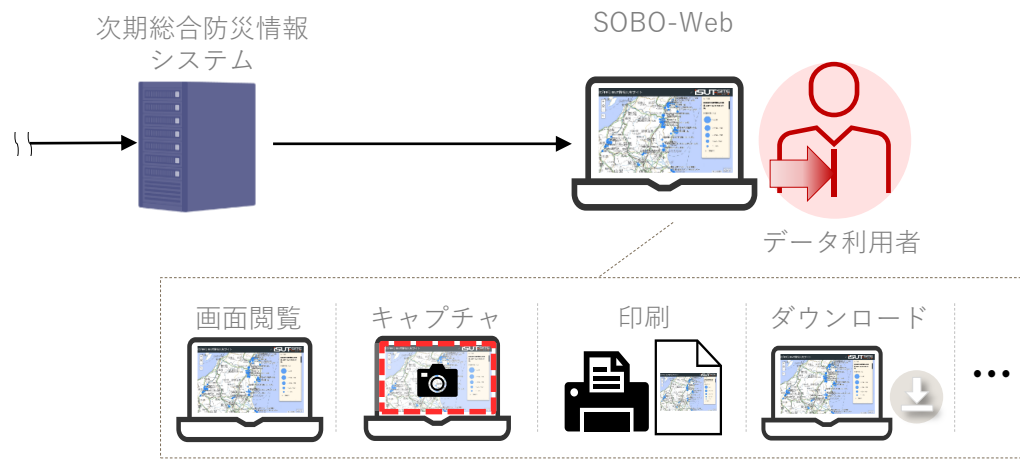 次期総合防災情報
システム
SOBO-Web
データ利用者
画面閲覧
キャプチャ
印刷
ダウンロード
•••